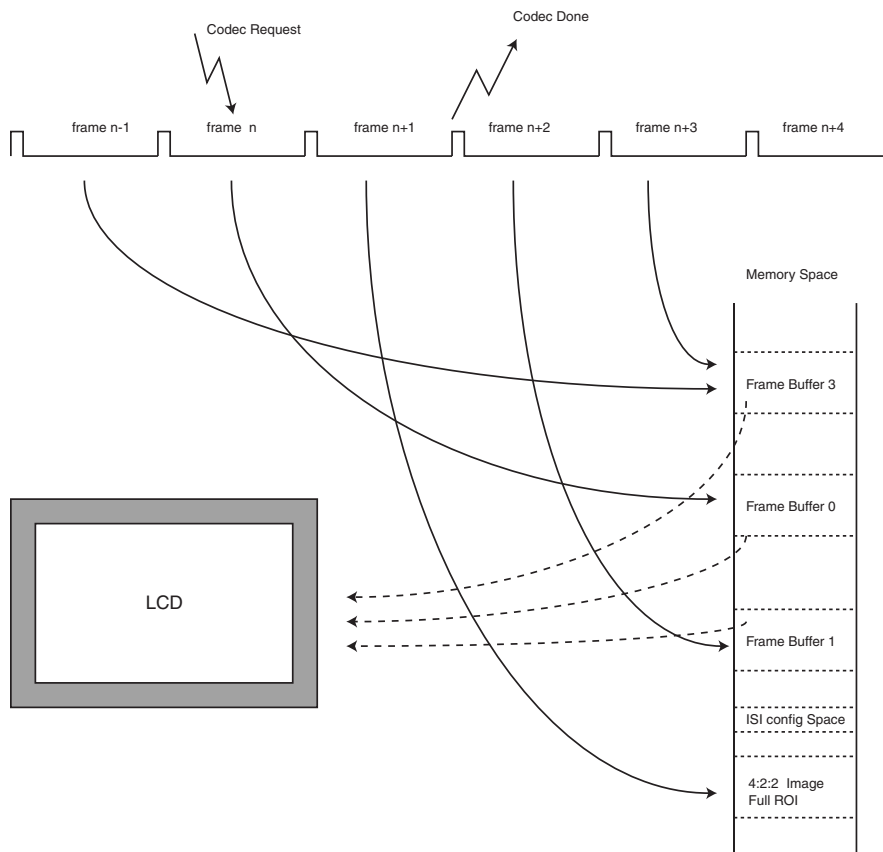 Codec Request
Codec Done
frame n-1
frame n
frame n+1
frame n+2
frame n+3
frame n+4
Memory Space
Frame Buffer 3
Frame Buffer 0
LCD
Frame Buffer 1
ISI config Space
4:2:2 Image
Full ROI